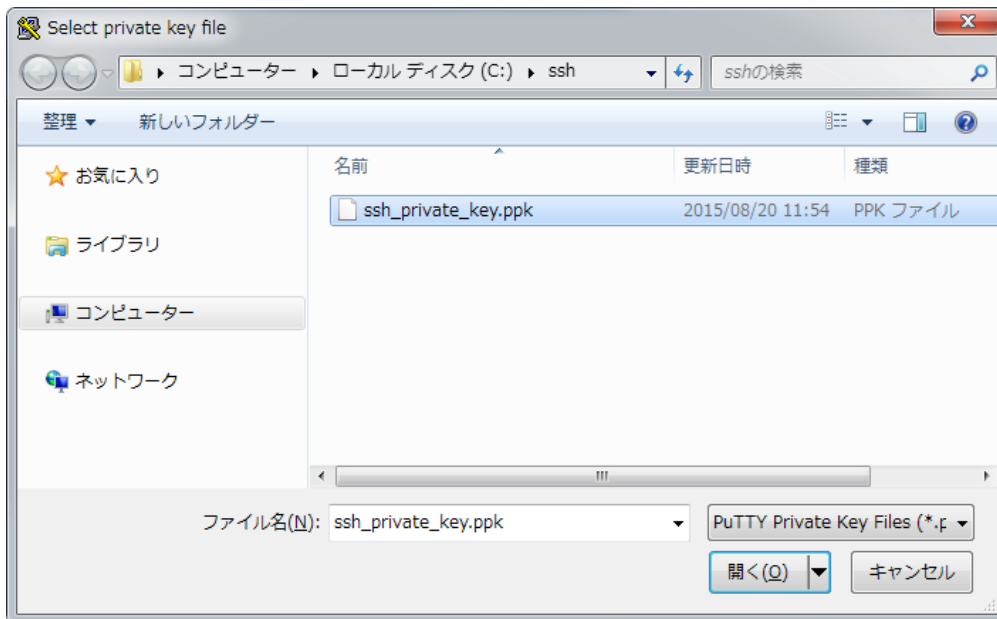 Select private key file
コンピューター ローカル ディスク (C:) ssh sshの検索
整理 新しいフォルダー
名前 更新日時 種類
お気に入り
ssh_private_key.ppk 2015/08/20 11:54 PPK ファイル
ライブラリ
コンピューター
ネットワーク
ファイル名(N): ssh_private_key.ppk PuTTY Private Key Files (*.p
開く(O) キャンセル